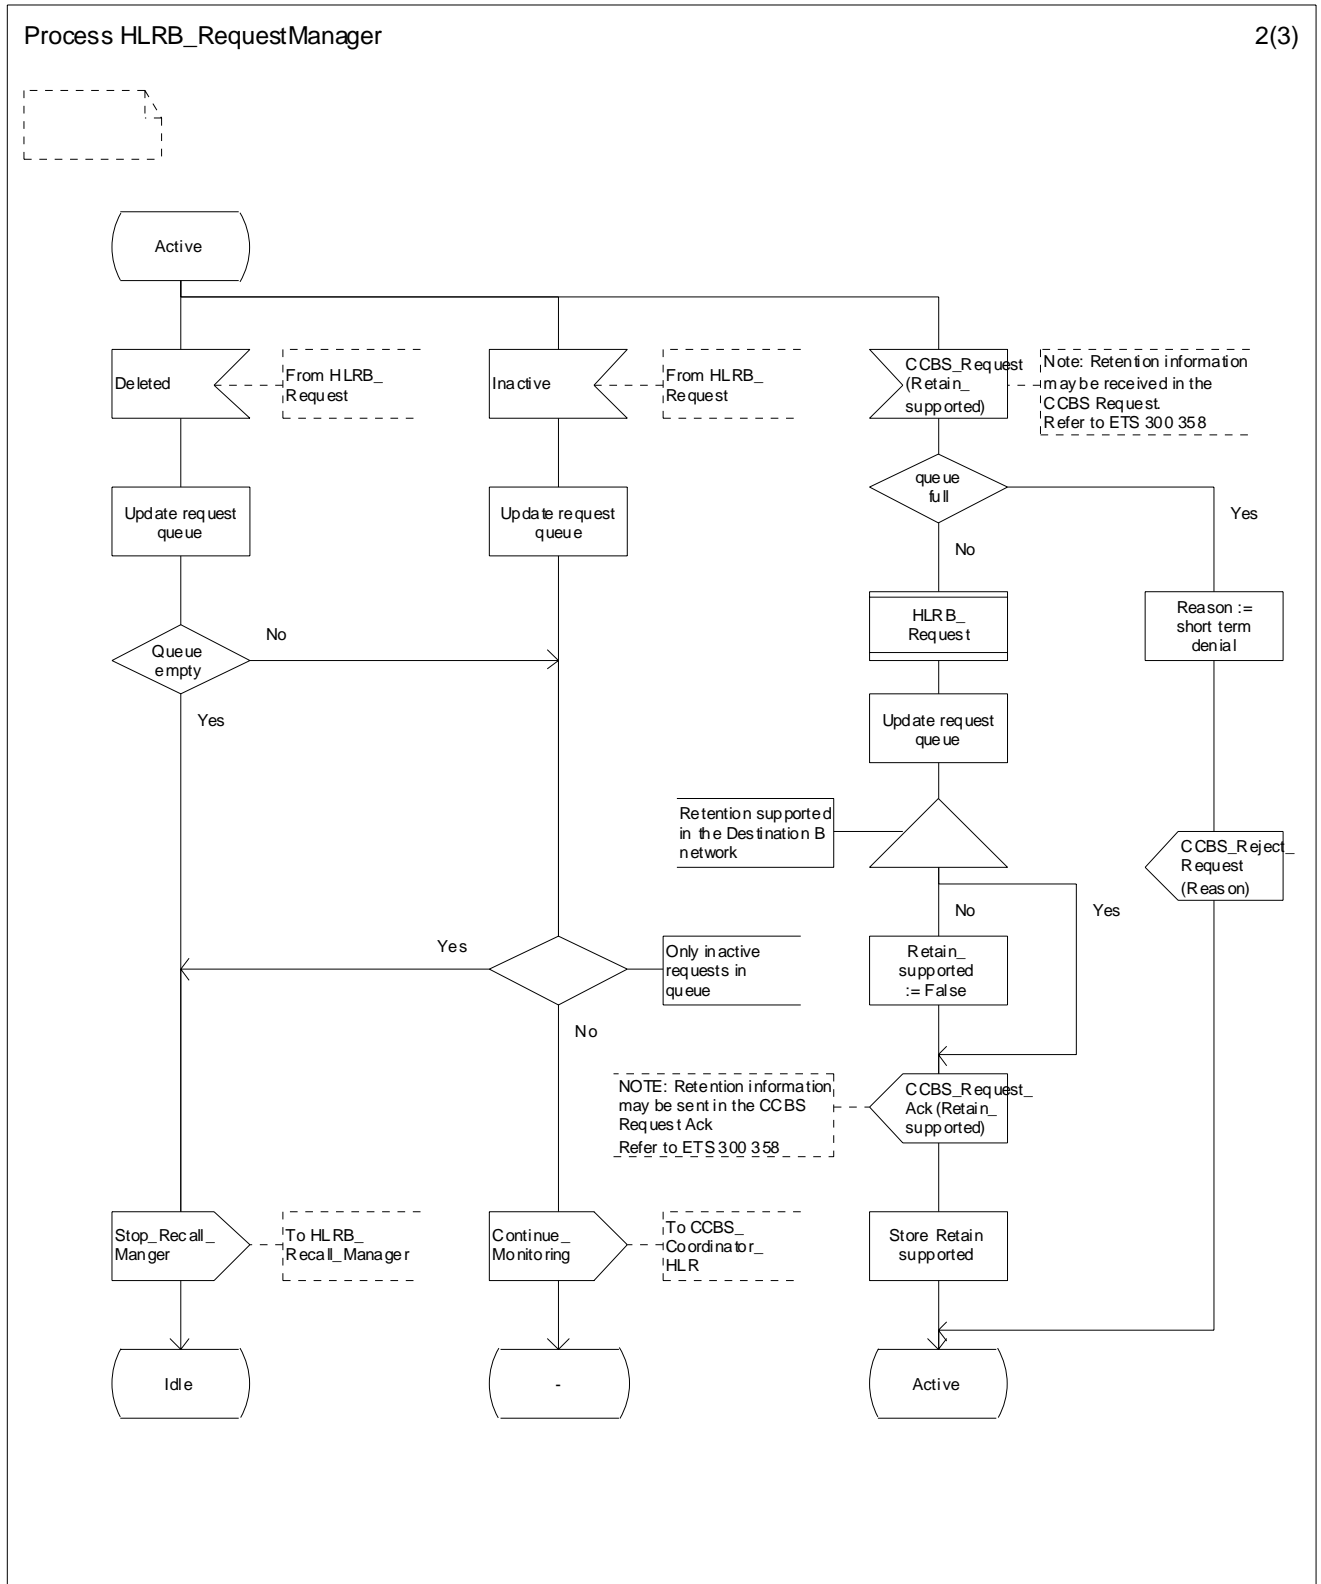 Process HLRB_RequestManager
2(3)
Active
Deleted
From HLRB_
Request
Inactive
From HLRB_
Request
CCBS_Request
(Retain_
supported)
Note: Retention information
may be received in the
CCBS Request.
Refer to ETS 300 358
Update request
queue
Update request
queue
queue
full
Yes
No
Queue
empty
No
Yes
HLRB_
Request
Reason :=
short term
denial
Update request
queue
Retention supported
in the Destination B
network
CCBS_Reject_
Request
(Reason)
No
Yes
Yes
Only inactive
requests in
queue
No
Retain_
supported
:= False
NOTE: Retention information
may be sent in the CCBS
Request Ack
Refer to ETS 300 358
CCBS_Request_
Ack (Retain_
supported)
Stop_Recall_
Manger
To HLRB_
Recall_Manager
Continue_
Monitoring
To CCBS_
Coordinator_
HLR
Store Retain
supported
Idle
-
Active